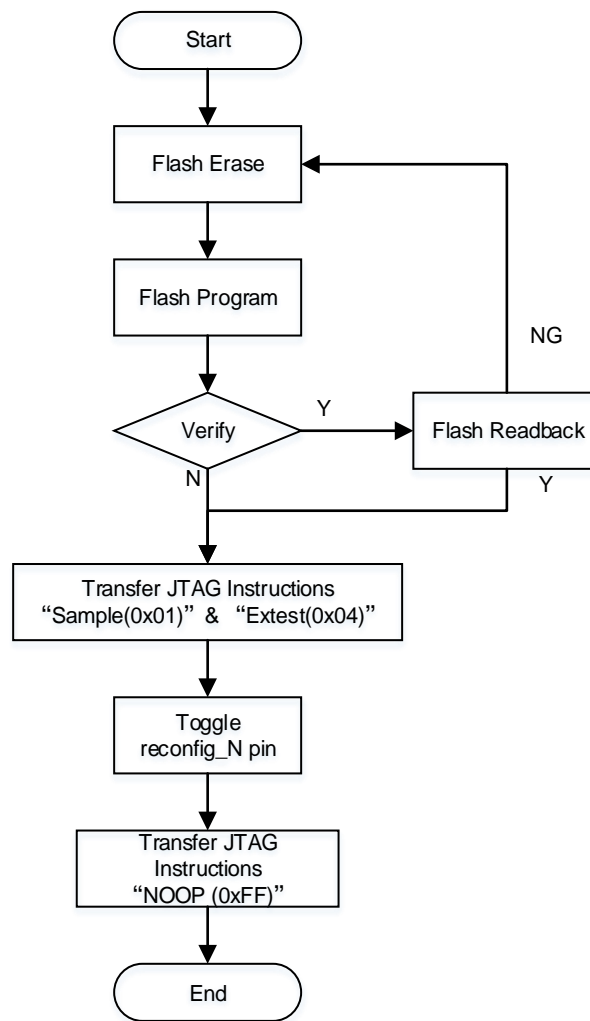 Start
Flash Erase
Flash Program
NG
Verify
Y
Flash Readback
N
Y
Transfer JTAG Instructions
“Sample(0x01)” & “Extest(0x04)”
Toggle
reconfig_N pin
Transfer JTAG
Instructions
“NOOP (0xFF)”
End